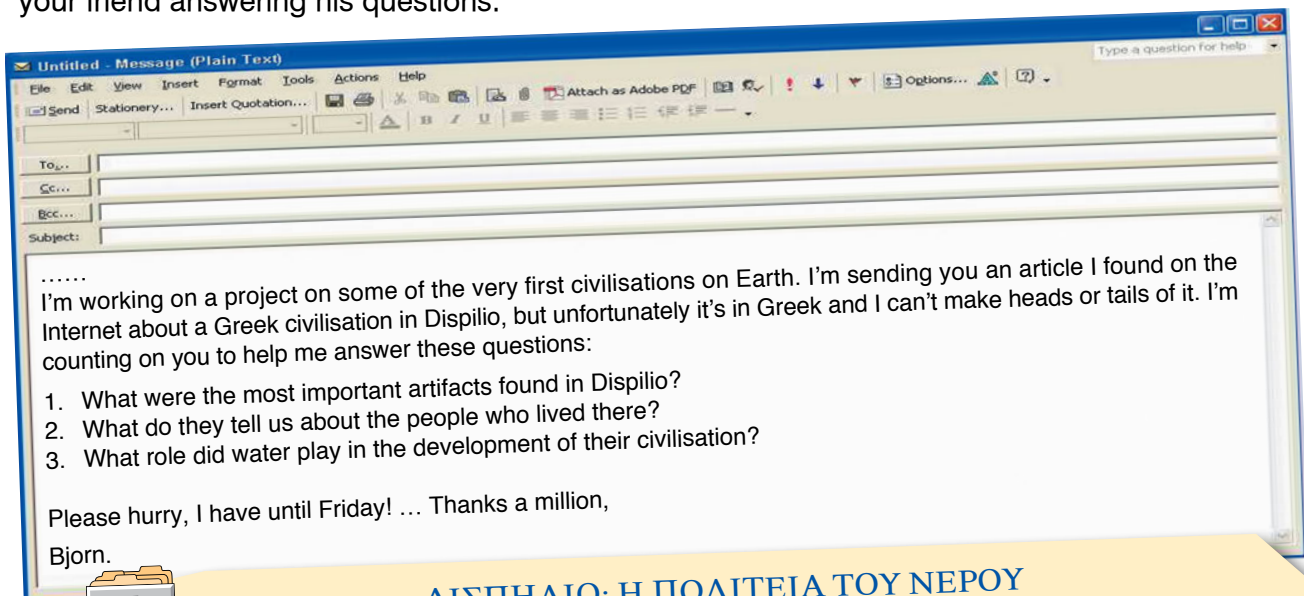 your friend answering his questions.
Untitled - Message (Plain Text)
Type a question for help
File Edit View Insert Format Tools Actions Help
Send Stationery... Insert Quotation... Attach as Adobe PDF Options...
B I U
To...
Cc...
Bcc...
Subject:
......
I'm working on a project on some of the very first civilisations on Earth. I'm sending you an article I found on the
Internet about a Greek civilisation in Dispilio, but unfortunately it's in Greek and I can't make heads or tails of it. I'm
counting on you to help me answer these questions:
1. What were the most important artifacts found in Dispilio?
2. What do they tell us about the people who lived there?
3. What role did water play in the development of their civilisation?
Please hurry, I have until Friday! … Thanks a million,
Bjorn.
ΔΙΣΠΗΛΙΟ: Η ΠΟΛΙΤΕΙΑ ΤΟΥ ΝΕΡΟΥ